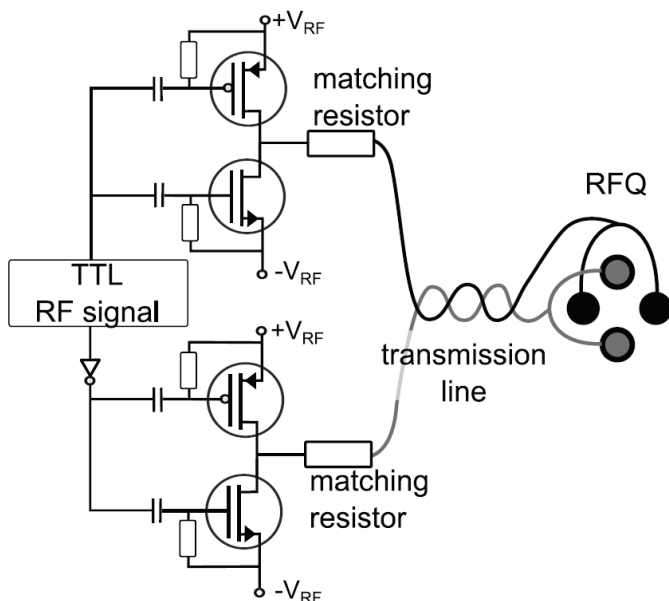 +V_RF
matching
resistor
RFQ
-V_RF
TTL
RF signal
+V_RF
transmission
line
matching
resistor
-V_RF